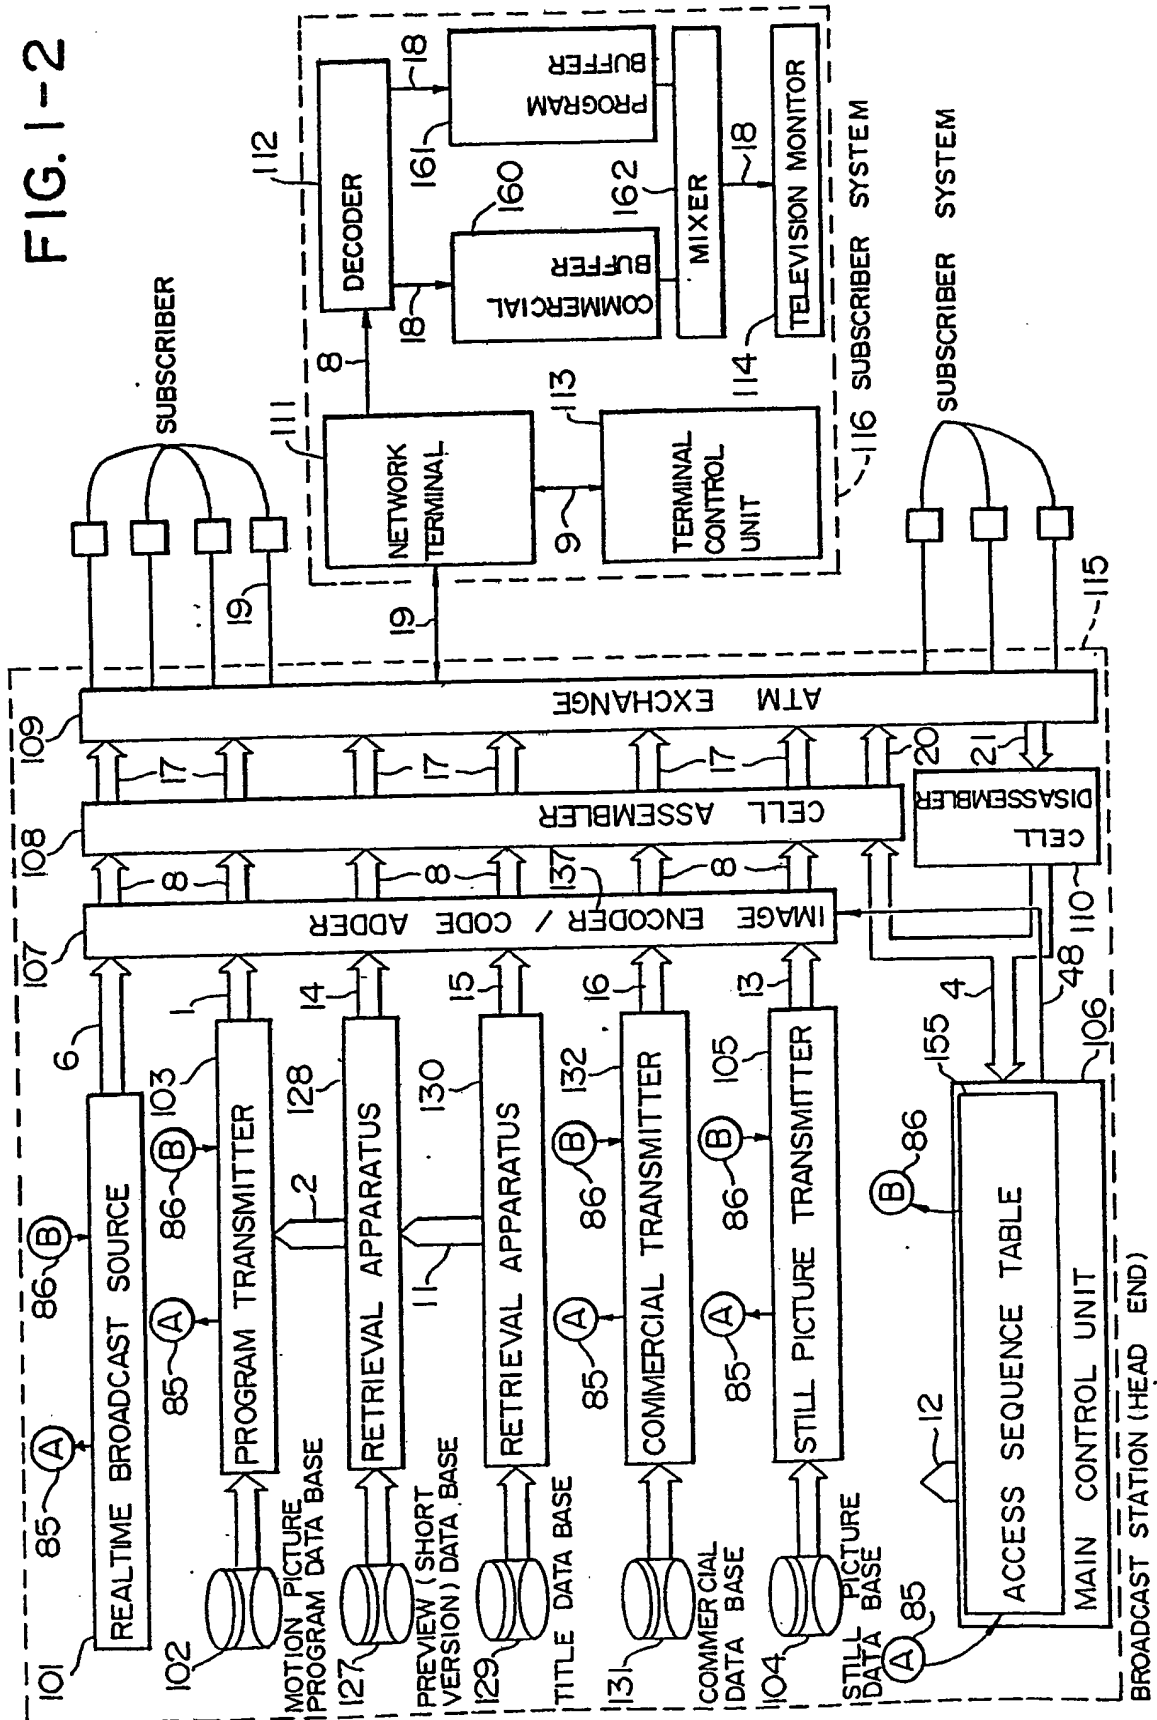 FIG. 1-2
101
REALTIME BROADCAST SOURCE
85
A
86
B
6
107
IMAGE ENCODER / CODE ADDER
137
8
8
8
108
CELL ASSEMBLER
17
17
17
109
ATM EXCHANGE
19
SUBSCRIBER
102
MOTION PICTURE
PROGRAM DATA BASE
PROGRAM TRANSMITTER
103
85
A
86
B
1
2
127
PREVIEW (SHORT
VERSION) DATA BASE
RETRIEVAL APPARATUS
128
14
11
129
TITLE DATA BASE
RETRIEVAL APPARATUS
130
15
131
COMMERCIAL
DATA BASE
COMMERCIAL TRANSMITTER
132
85
A
86
B
16
104
STILL PICTURE
DATA BASE
STILL PICTURE TRANSMITTER
105
85
A
86
B
13
85
A
12
ACCESS SEQUENCE TABLE
155
MAIN CONTROL UNIT
106
86
B
4
48
110
CELL
DISASSEMBLER
20
21
115
BROADCAST STATION (HEAD END)
19
111
NETWORK
TERMINAL
9
113
TERMINAL
CONTROL
UNIT
8
112
DECODER
18
18
161
PROGRAM
BUFFER
160
COMMERCIAL
BUFFER
162
MIXER
18
114
TELEVISION MONITOR
116 SUBSCRIBER SYSTEM
SUBSCRIBER SYSTEM